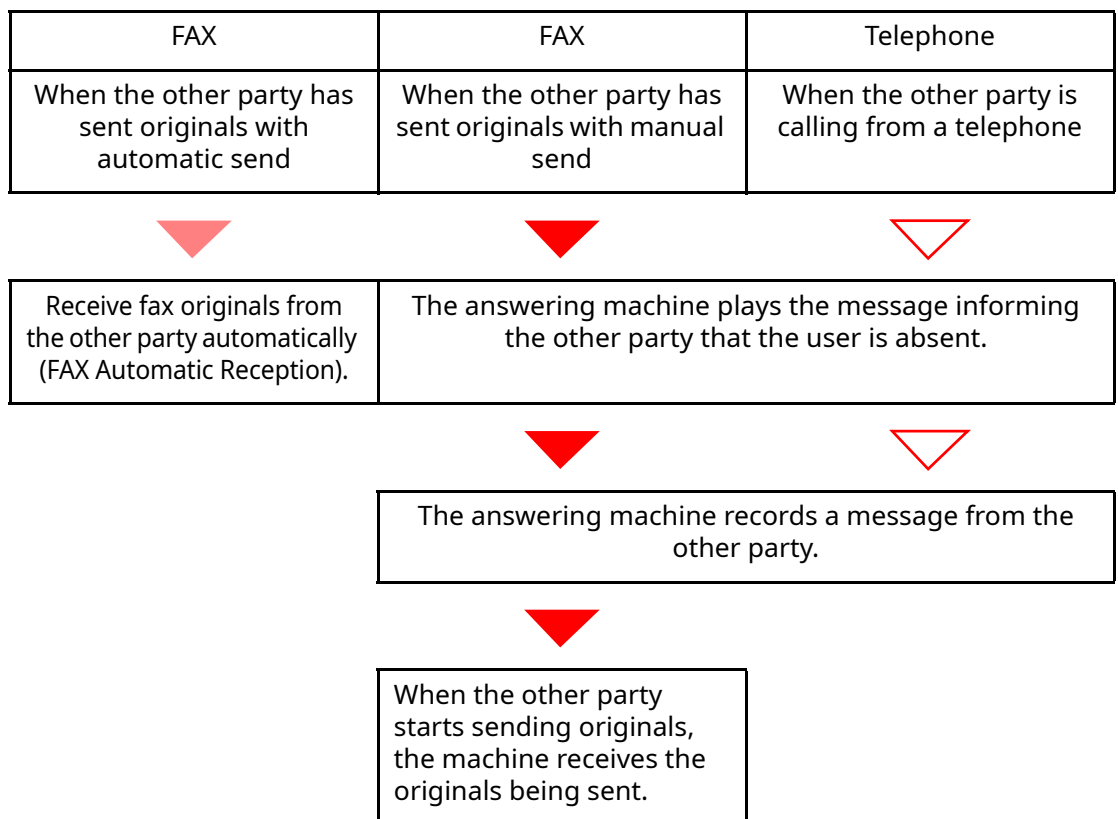 FAX
FAX
Telephone
When the other party has
sent originals with
automatic send
When the other party has
sent originals with manual
send
When the other party is
calling from a telephone
Receive fax originals from
the other party automatically
(FAX Automatic Reception).
The answering machine plays the message informing
the other party that the user is absent.
The answering machine records a message from the
other party.
When the other party
starts sending originals,
the machine receives the
originals being sent.